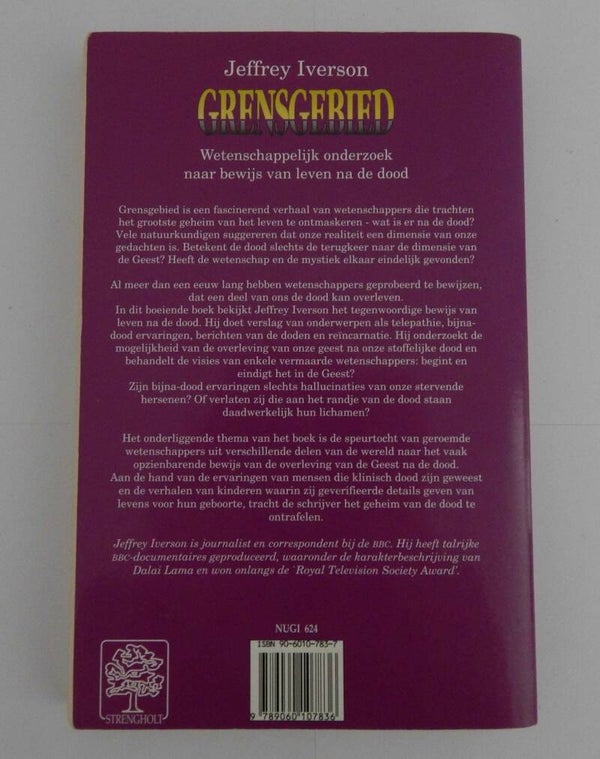 Jeffrey Iverson
GRENSGEBIED
Wetenschappelijk onderzoek
naar bewijs van leven na de dood
Grensgebied is een fascinerend verhaal van wetenschappers die trachten
het grootste geheim van het leven te ontmaskeren - wat is er na de dood?
Vele natuurkundigen suggereren dat onze realiteit een dimensie van onze
gedachten is. Betekent de dood slechts de terugkeer naar de dimensie van
de Geest? Heeft de wetenschap en de mystiek elkaar eindelijk gevonden?
Al meer dan een eeuw lang hebben wetenschappers geprobeerd te bewijzen,
dat een deel van ons de dood kan overleven.
In dit boeiende boek bekijkt Jeffrey Iverson het tegenwoordige bewijs van
leven na de dood. Hij doet verslag van onderwerpen als telepathie, bijna-
dood ervaringen, berichten van de doden en reïncarnatie. Hij onderzoekt de
mogelijkheid van de overleving van onze geest na onze stoffelijke dood en
behandelt de visies van enkele vermaarde wetenschappers: begint en
eindigt het in de Geest?
Zijn bijna-dood ervaringen slechts hallucinaties van onze stervende
hersenen? Of verlaten zij die aan het randje van de dood staan
daadwerkelijk hun lichamen?
Het onderliggende thema van het boek is de speurtocht van geroemde
wetenschappers uit verschillende delen van de wereld naar het vaak
opzienbarende bewijs van de overleving van de Geest na de dood.
Aan de hand van de ervaringen van mensen die klinisch dood zijn geweest
en de verhalen van kinderen waarin zij geverifieerde details geven van
levens voor hun geboorte, tracht de schrijver het geheim van de dood te
ontrafelen.
Jeffrey Iverson is journalist en correspondent bij de BBC. Hij heeft talrijke
BBC-documentaires geproduceerd, waaronder de karakterbeschrijving van
Dalai Lama en won onlangs de 'Royal Television Society Award'.
NUGI 624
ISBN 90-6010-783-7
9 789060 107836
STRENGHOLT